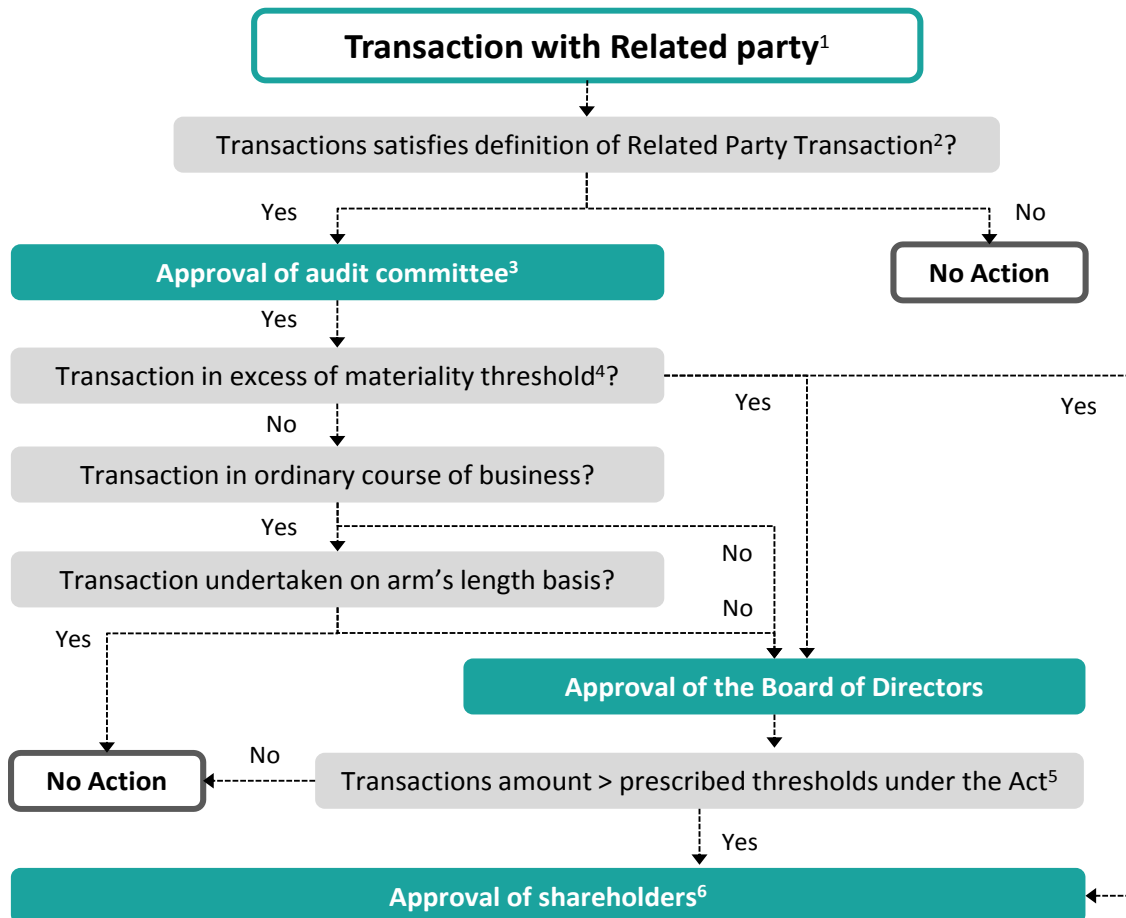 Transaction with Related party1
Transactions satisfies definition of Related Party Transaction2?
Yes
No
Approval of audit committee3
No Action
Yes
Transaction in excess of materiality threshold4?
Yes
Yes
No
Transaction in ordinary course of business?
Yes
No
Transaction undertaken on arm's length basis?
No
Yes
Approval of the Board of Directors
No
No Action
Transactions amount > prescribed thresholds under the Act5
Yes
Approval of shareholders6